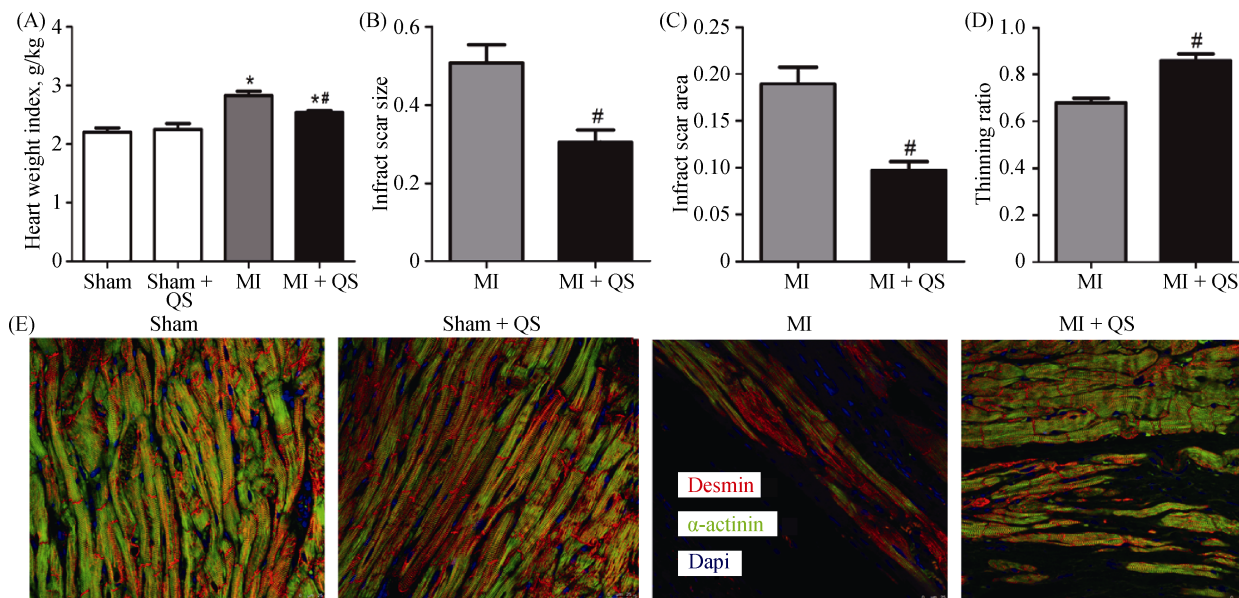 (A)
Heart weight index, g/kg
4
3
2
1
0
*
*#
Sham
Sham +
QS
MI
MI + QS
(B)
Infract scar size
0.6
0.4
0.2
0
#
MI
MI + QS
(C)
Infract scar area
0.25
0.20
0.15
0.10
0.05
0
#
MI
MI + QS
(D)
Thinning ratio
1.0
0.8
0.6
0.4
0.2
0.0
#
MI
MI + QS
(E)
Sham
Sham + QS
MI
MI + QS
Desmin
α-actinin
Dapi